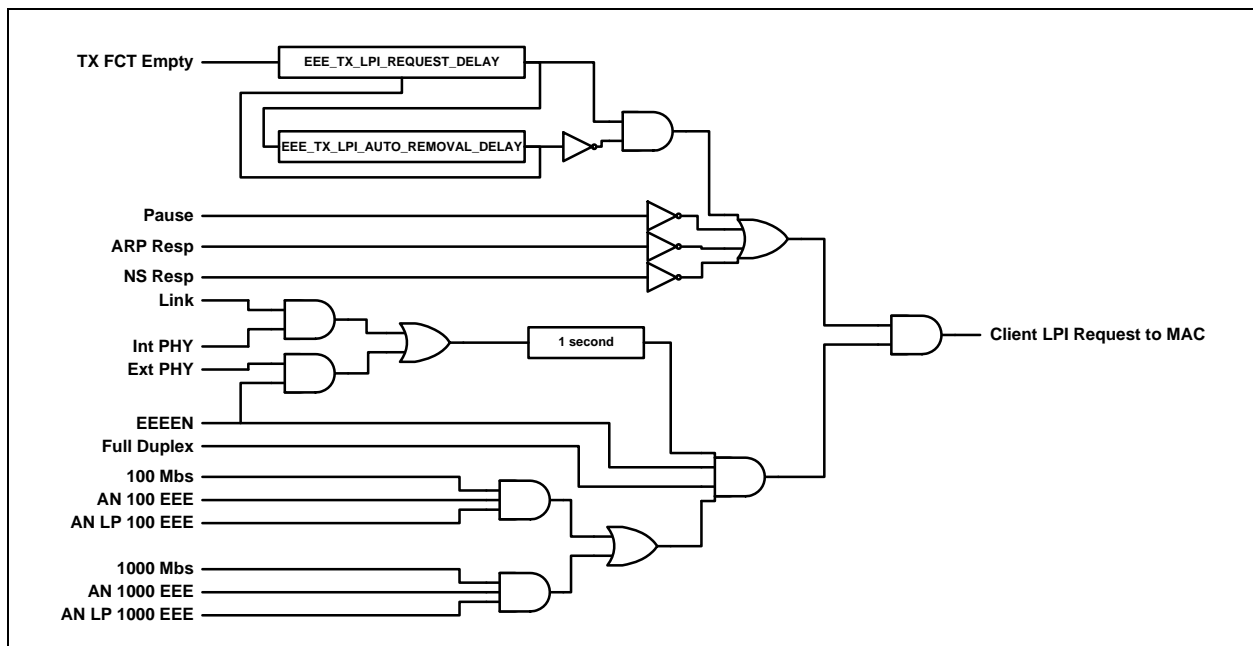 TX FCT Empty
EEE_TX_LPI_REQUEST_DELAY
EEE_TX_LPI_AUTO_REMOVAL_DELAY
Pause
ARP Resp
NS Resp
Link
Int PHY
Ext PHY
1 second
Client LPI Request to MAC
EEEEN
Full Duplex
100 Mbs
AN 100 EEE
AN LP 100 EEE
1000 Mbs
AN 1000 EEE
AN LP 1000 EEE